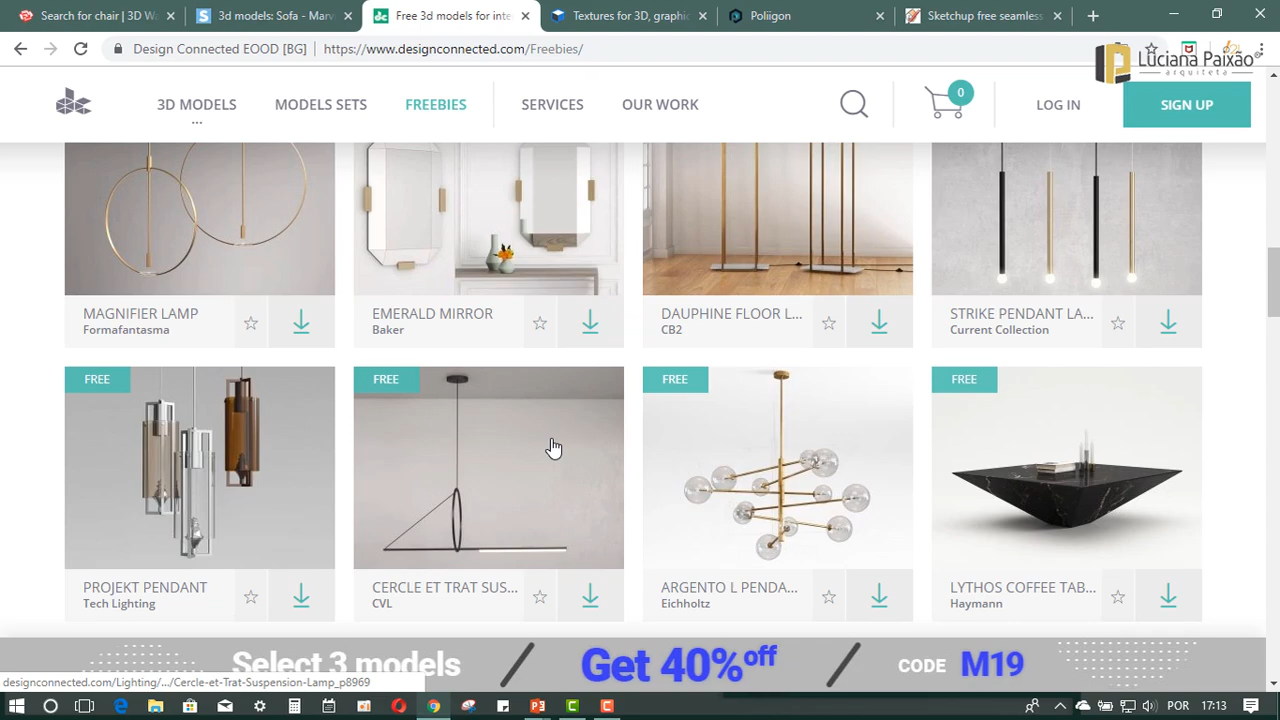 Search for chair | 3D W
3d models: Sofa - Marv
Free 3d models for inte
Textures for 3D, graphic
Poliigon
Sketchup free seamless
Design Connected EOOD [BG] | https://www.designconnected.com/Freebies/
Luciana Paixão
arquiteta
3D MODELS
MODELS SETS
FREEBIES
SERVICES
OUR WORK
0
LOG IN
SIGN UP
...
MAGNIFIER LAMP
Formafantasma
EMERALD MIRROR
Baker
DAUPHINE FLOOR L...
CB2
STRIKE PENDANT LA...
Current Collection
FREE
FREE
FREE
FREE
PROJEKT PENDANT
Tech Lighting
CERCLE ET TRAT SUS...
CVL
ARGENTO L PENDA...
Eichholtz
LYTHOS COFFEE TAB...
Haymann
Select 3 models / Get 40% off / CODE M19
designconnected.com/Lighting/.../Cercle-et-Trat-Suspension-Lamp_p8969
POR 17:13